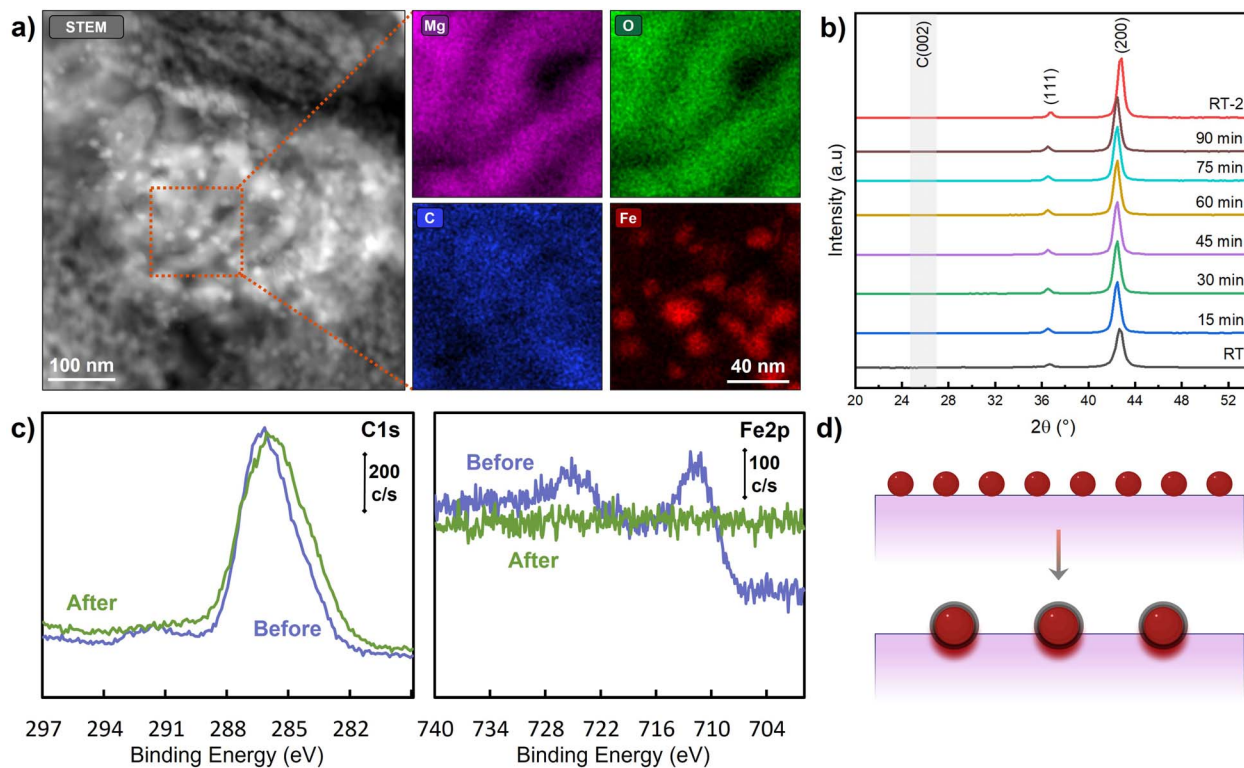 a)
STEM
100 nm
Mg
O
C
Fe
40 nm
b)
C(002)
(111)
(200)
RT-2
90 min
75 min
60 min
45 min
30 min
15 min
RT
Intensity (a.u)
20 24 28 32 36 40 44 48 52
2θ (°)
c)
C1s
200
c/s
After
Before
297 294 291 288 285 282
Binding Energy (eV)
Fe2p
100
c/s
Before
After
740 734 728 722 716 710 704
Binding Energy (eV)
d)